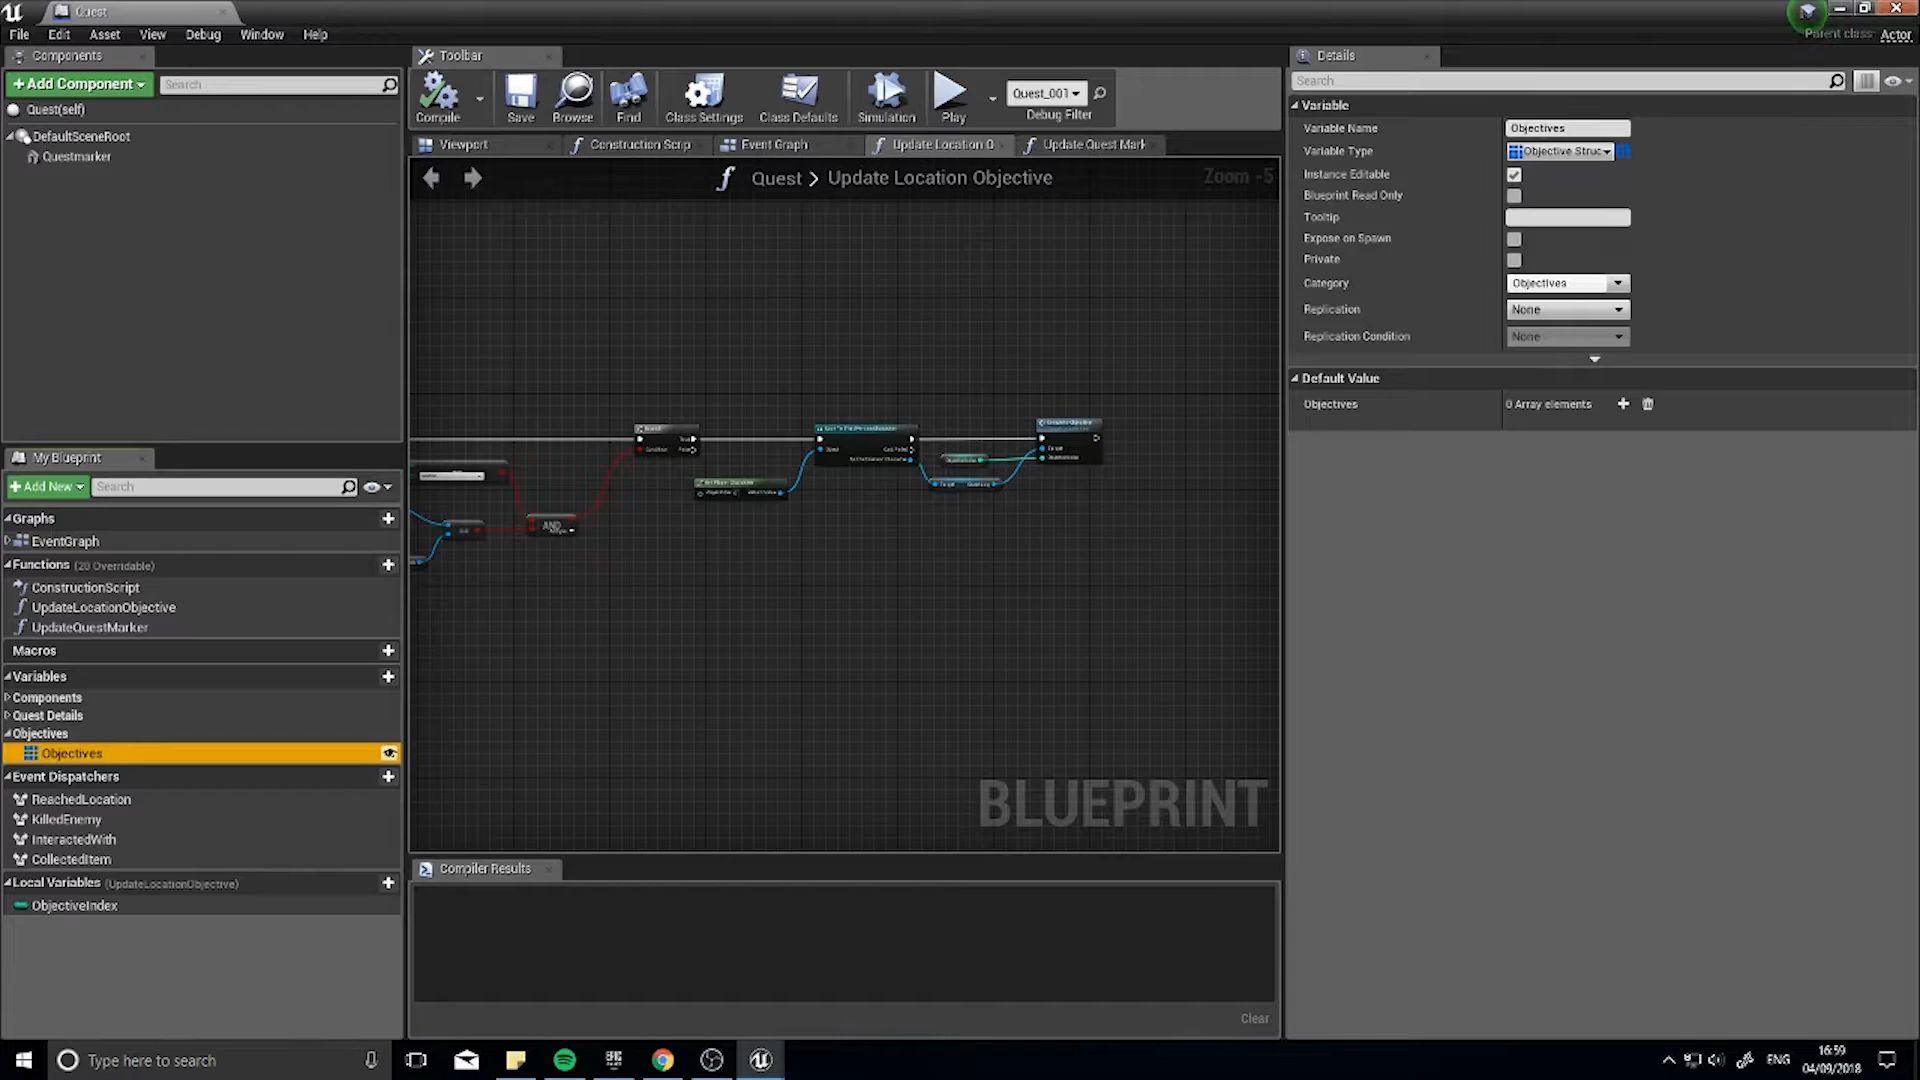 Quest
File Edit Asset View Debug Window Help
Parent class: Actor
Components
+ Add Component
Search
Quest(self)
DefaultSceneRoot
Questmarker
Toolbar
Compile
Save
Browse
Find
Class Settings
Class Defaults
Simulation
Play
Quest_001
Debug Filter
Viewport
Construction Scrip
Event Graph
Update Location O
Update Quest Mark
Quest > Update Location Objective
Zoom -5
Branch
True
Condition
AND
Target
BLUEPRINT
Compiler Results
Clear
My Blueprint
+ Add New
Search
Graphs
EventGraph
Functions (20 Overridable)
ConstructionScript
UpdateLocationObjective
UpdateQuestMarker
Macros
Variables
Components
Quest Details
Objectives
Objectives
Event Dispatchers
ReachedLocation
KilledEnemy
InteractedWith
CollectedItem
Local Variables (UpdateLocationObjective)
ObjectiveIndex
Details
Search
Variable
Variable Name Objectives
Variable Type Objective Struc
Instance Editable
Blueprint Read Only
Tooltip
Expose on Spawn
Private
Category Objectives
Replication None
Replication Condition None
Default Value
Objectives 0 Array elements
Type here to search
ENG
16:59
04/09/2018